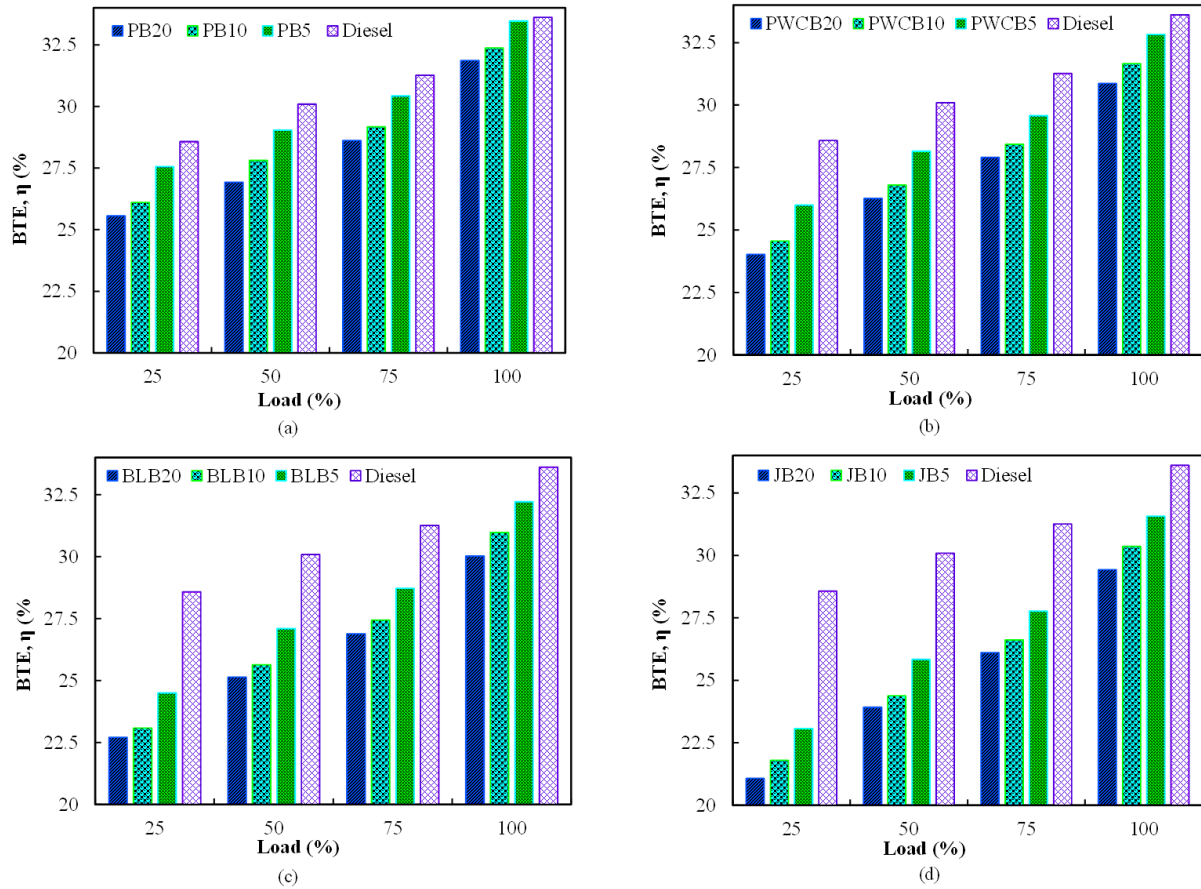 PB20 PB10 PB5 Diesel
32.5
30
27.5
25
22.5
20
BTE, η (%
25 50 75 100
Load (%)
(a)
PWCB20 PWCB10 PWCB5 Diesel
32.5
30
27.5
25
22.5
20
BTE, η (%
25 50 75 100
Load (%)
(b)
BLB20 BLB10 BLB5 Diesel
32.5
30
27.5
25
22.5
20
BTE, η (%
25 50 75 100
Load (%)
(c)
JB20 JB10 JB5 Diesel
32.5
30
27.5
25
22.5
20
BTE, η (%
25 50 75 100
Load (%)
(d)